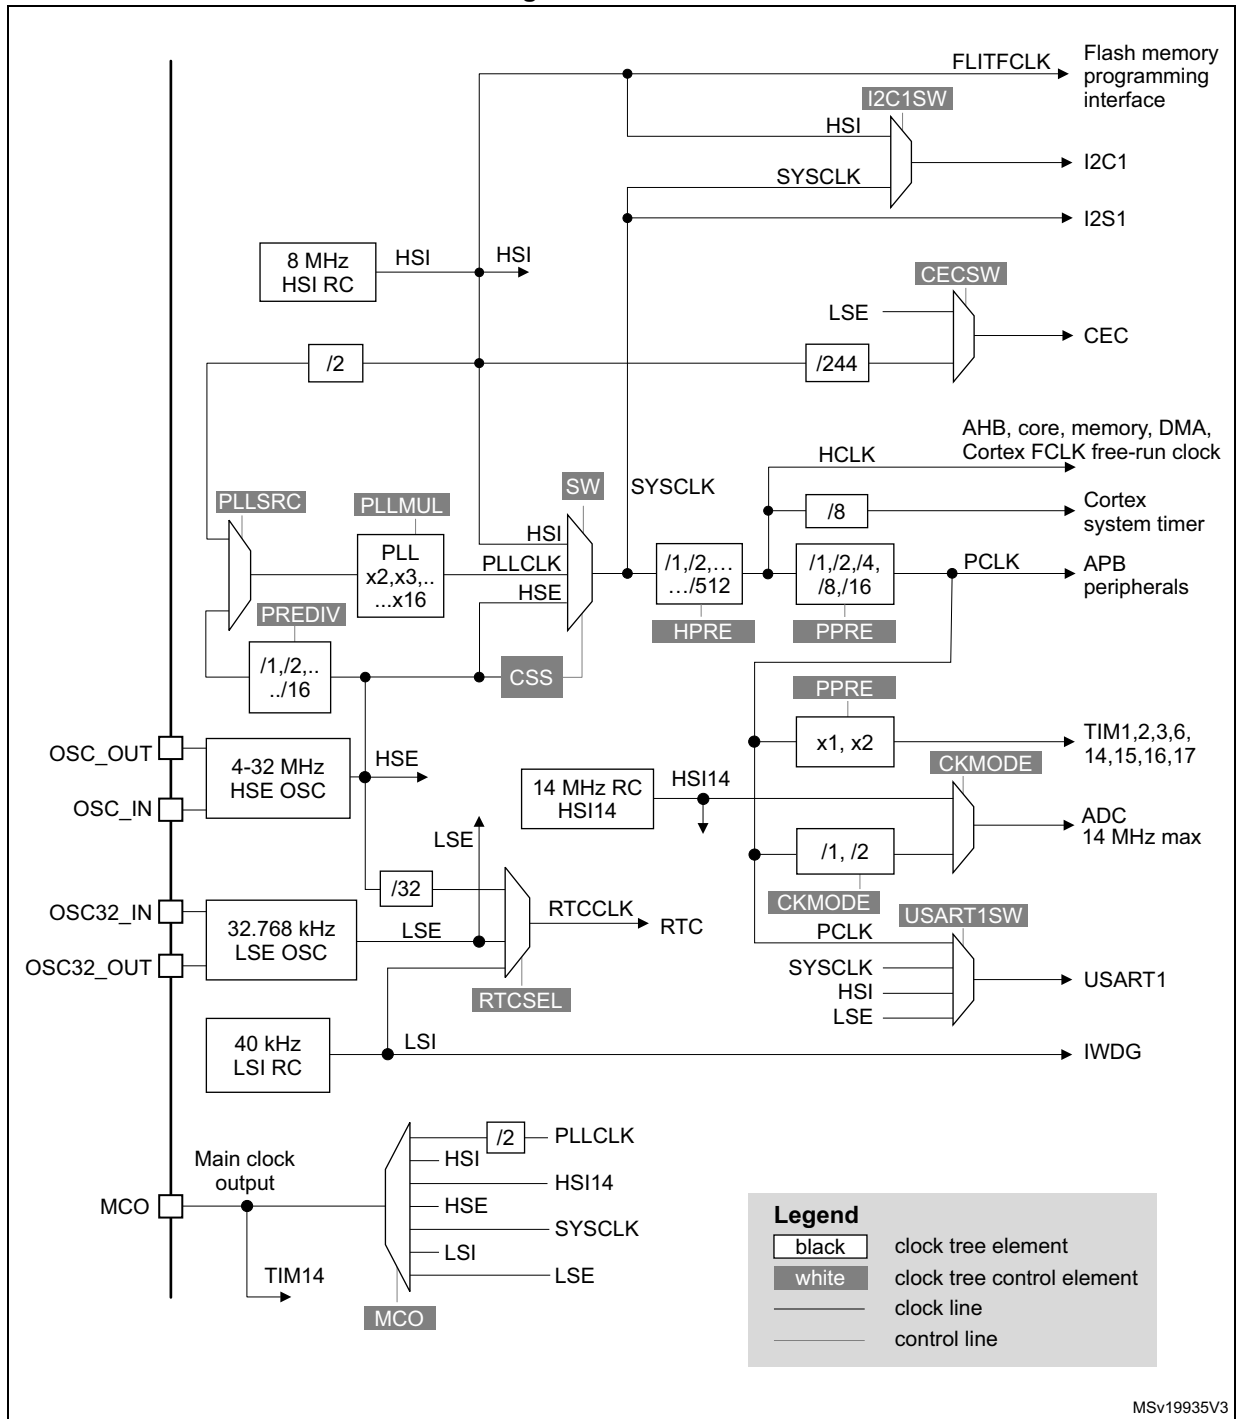 FLITFCLK
Flash memory
programming
interface
I2C1SW
HSI
I2C1
SYSCLK
I2S1
8 MHz
HSI RC
HSI
HSI
CECSW
LSE
CEC
/2
/244
AHB, core, memory, DMA,
Cortex FCLK free-run clock
HCLK
SW
SYSCLK
PLLSRC
PLLMUL
/8
Cortex
system timer
HSI
PLL
x2,x3,..
...x16
PLLCLK
HSE
/1,/2,…
…/512
/1,/2,/4,
/8,/16
PCLK
APB
peripherals
PREDIV
HPRE
PPRE
/1,/2,..
../16
CSS
PPRE
OSC_OUT
4-32 MHz
HSE OSC
HSE
x1, x2
TIM1,2,3,6,
14,15,16,17
OSC_IN
14 MHz RC
HSI14
HSI14
CKMODE
ADC
14 MHz max
LSE
/1, /2
/32
CKMODE
OSC32_IN
32.768 kHz
LSE OSC
LSE
RTCCLK
RTC
USART1SW
PCLK
OSC32_OUT
SYSCLK
HSI
LSE
USART1
RTCSEL
40 kHz
LSI RC
LSI
IWDG
/2
PLLCLK
HSI
Main clock
output
HSI14
MCO
HSE
SYSCLK
LSI
TIM14
LSE
MCO
Legend
black
clock tree element
white
clock tree control element
clock line
control line
MSv19935V3